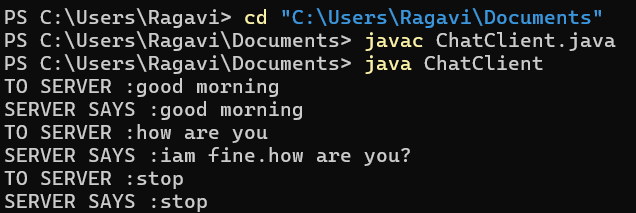 PS C:\Users\Ragavi> cd "C:\Users\Ragavi\Documents"
PS C:\Users\Ragavi\Documents> javac ChatClient.java
PS C:\Users\Ragavi\Documents> java ChatClient
TO SERVER :good morning
SERVER SAYS :good morning
TO SERVER :how are you
SERVER SAYS :iam fine.how are you?
TO SERVER :stop
SERVER SAYS :stop